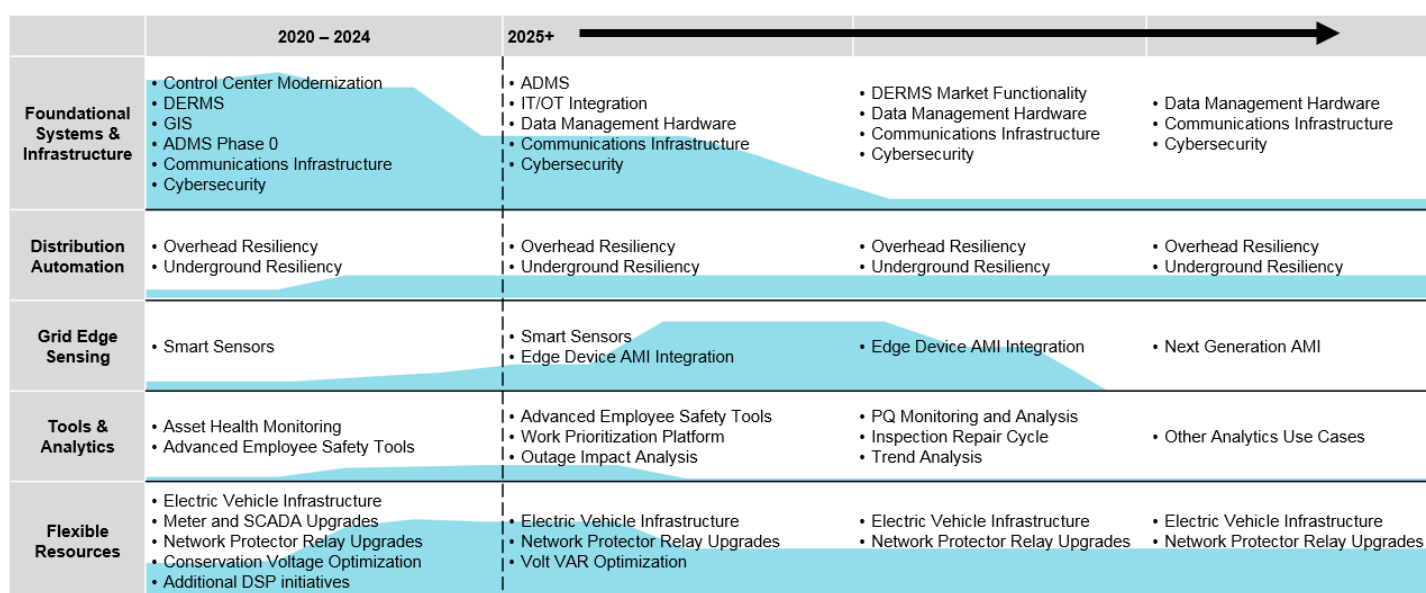 2020 – 2024
2025+
Foundational
Systems &
Infrastructure
• Control Center Modernization
• DERMS
• GIS
• ADMS Phase 0
• Communications Infrastructure
• Cybersecurity
• ADMS
• IT/OT Integration
• Data Management Hardware
• Communications Infrastructure
• Cybersecurity
• DERMS Market Functionality
• Data Management Hardware
• Communications Infrastructure
• Cybersecurity
• Data Management Hardware
• Communications Infrastructure
• Cybersecurity
Distribution
Automation
• Overhead Resiliency
• Underground Resiliency
• Overhead Resiliency
• Underground Resiliency
• Overhead Resiliency
• Underground Resiliency
• Overhead Resiliency
• Underground Resiliency
Grid Edge
Sensing
• Smart Sensors
• Smart Sensors
• Edge Device AMI Integration
• Edge Device AMI Integration
• Next Generation AMI
Tools &
Analytics
• Asset Health Monitoring
• Advanced Employee Safety Tools
• Advanced Employee Safety Tools
• Work Prioritization Platform
• Outage Impact Analysis
• PQ Monitoring and Analysis
• Inspection Repair Cycle
• Trend Analysis
• Other Analytics Use Cases
Flexible
Resources
• Electric Vehicle Infrastructure
• Meter and SCADA Upgrades
• Network Protector Relay Upgrades
• Conservation Voltage Optimization
• Additional DSP initiatives
• Electric Vehicle Infrastructure
• Network Protector Relay Upgrades
• Volt VAR Optimization
• Electric Vehicle Infrastructure
• Network Protector Relay Upgrades
• Electric Vehicle Infrastructure
• Network Protector Relay Upgrades